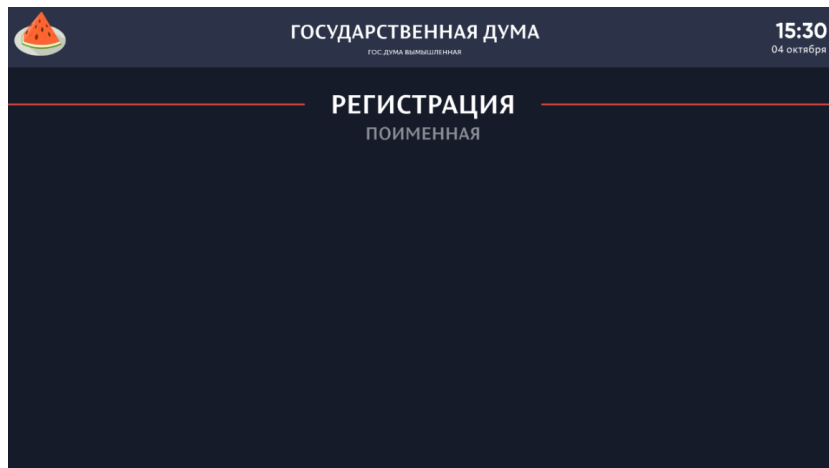 ГОСУДАРСТВЕННАЯ ДУМА
ГОС.ДУМА ВЫМЫШЛЕННАЯ
15:30
04 октября
РЕГИСТРАЦИЯ
ПОИМЕННАЯ